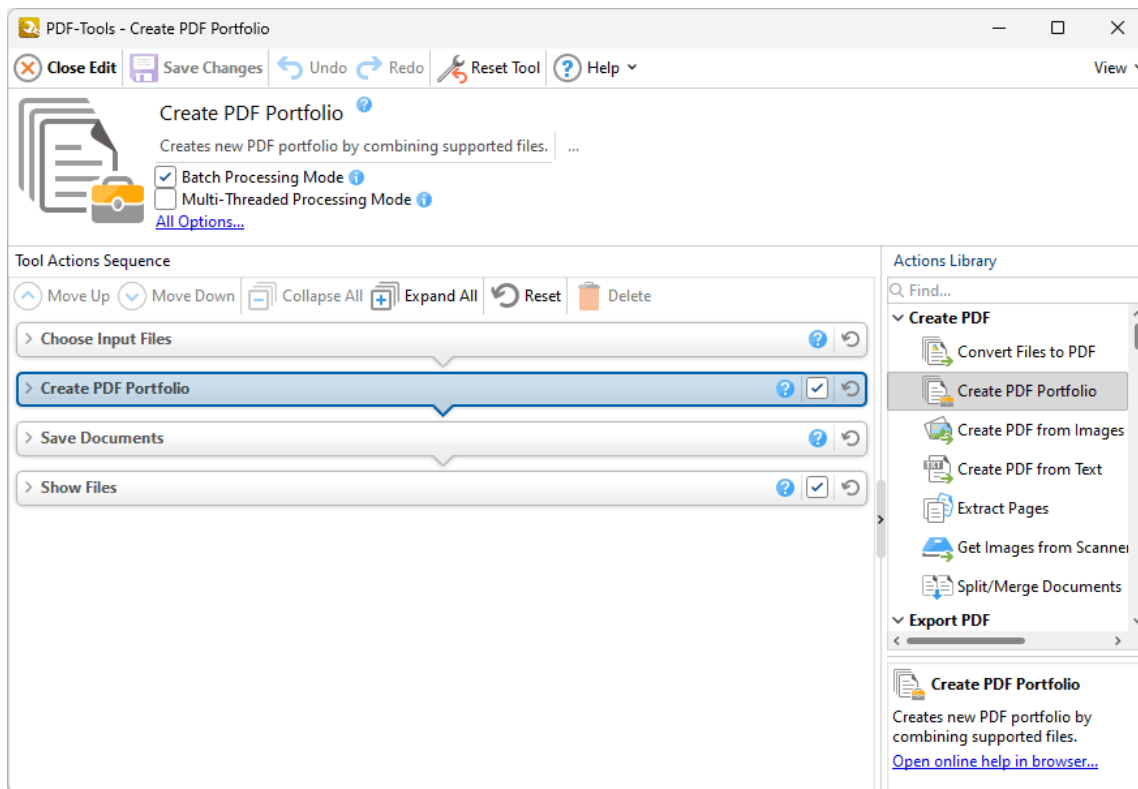 PDF-Tools - Create PDF Portfolio
Close Edit Save Changes Undo Redo Reset Tool ? Help View
Create PDF Portfolio ?
Creates new PDF portfolio by combining supported files. ...
Batch Processing Mode i
Multi-Threaded Processing Mode i
All Options...
Tool Actions Sequence
Move Up Move Down Collapse All Expand All Reset Delete
Choose Input Files ?
Create PDF Portfolio ?
Save Documents ?
Show Files ?
Actions Library
Find...
Create PDF
Convert Files to PDF
Create PDF Portfolio
Create PDF from Images
TXT Create PDF from Text
Extract Pages
Get Images from Scanner
Split/Merge Documents
Export PDF
Create PDF Portfolio
Creates new PDF portfolio by
combining supported files.
Open online help in browser...